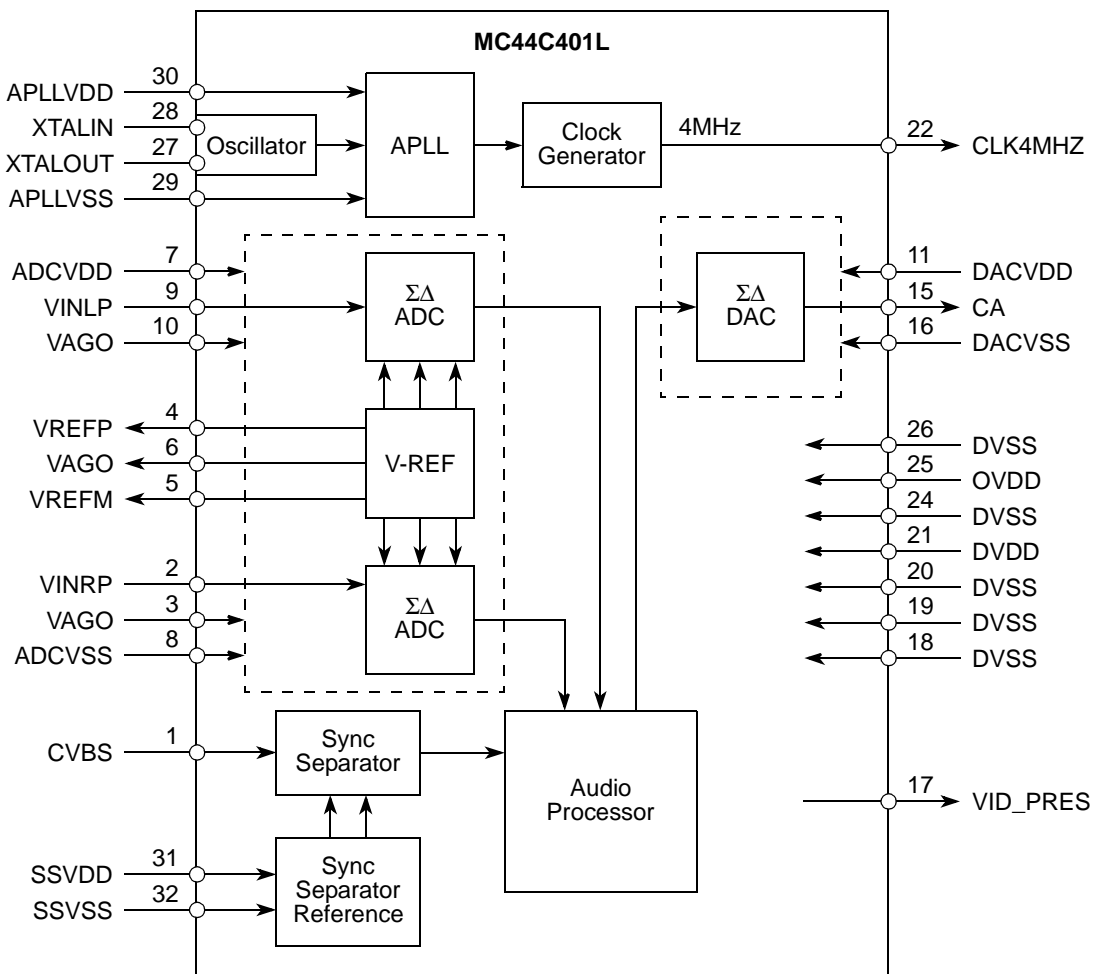 MC44C401L
30
APLLVDD
28
XTALIN
27
XTALOUT
29
APLLVSS
Oscillator
APLL
Clock
Generator
4MHz
22
CLK4MHZ
7
ADCVDD
9
VINLP
10
VAGO
ΣΔ
ADC
4
VREFP
6
VAGO
5
VREFM
V-REF
2
VINRP
3
VAGO
8
ADCVSS
ΣΔ
ADC
ΣΔ
DAC
11
DACVDD
15
CA
16
DACVSS
26
DVSS
25
OVDD
24
DVSS
21
DVDD
20
DVSS
19
DVSS
18
DVSS
1
CVBS
Sync
Separator
Audio
Processor
17
VID_PRES
31
SSVDD
32
SSVSS
Sync
Separator
Reference